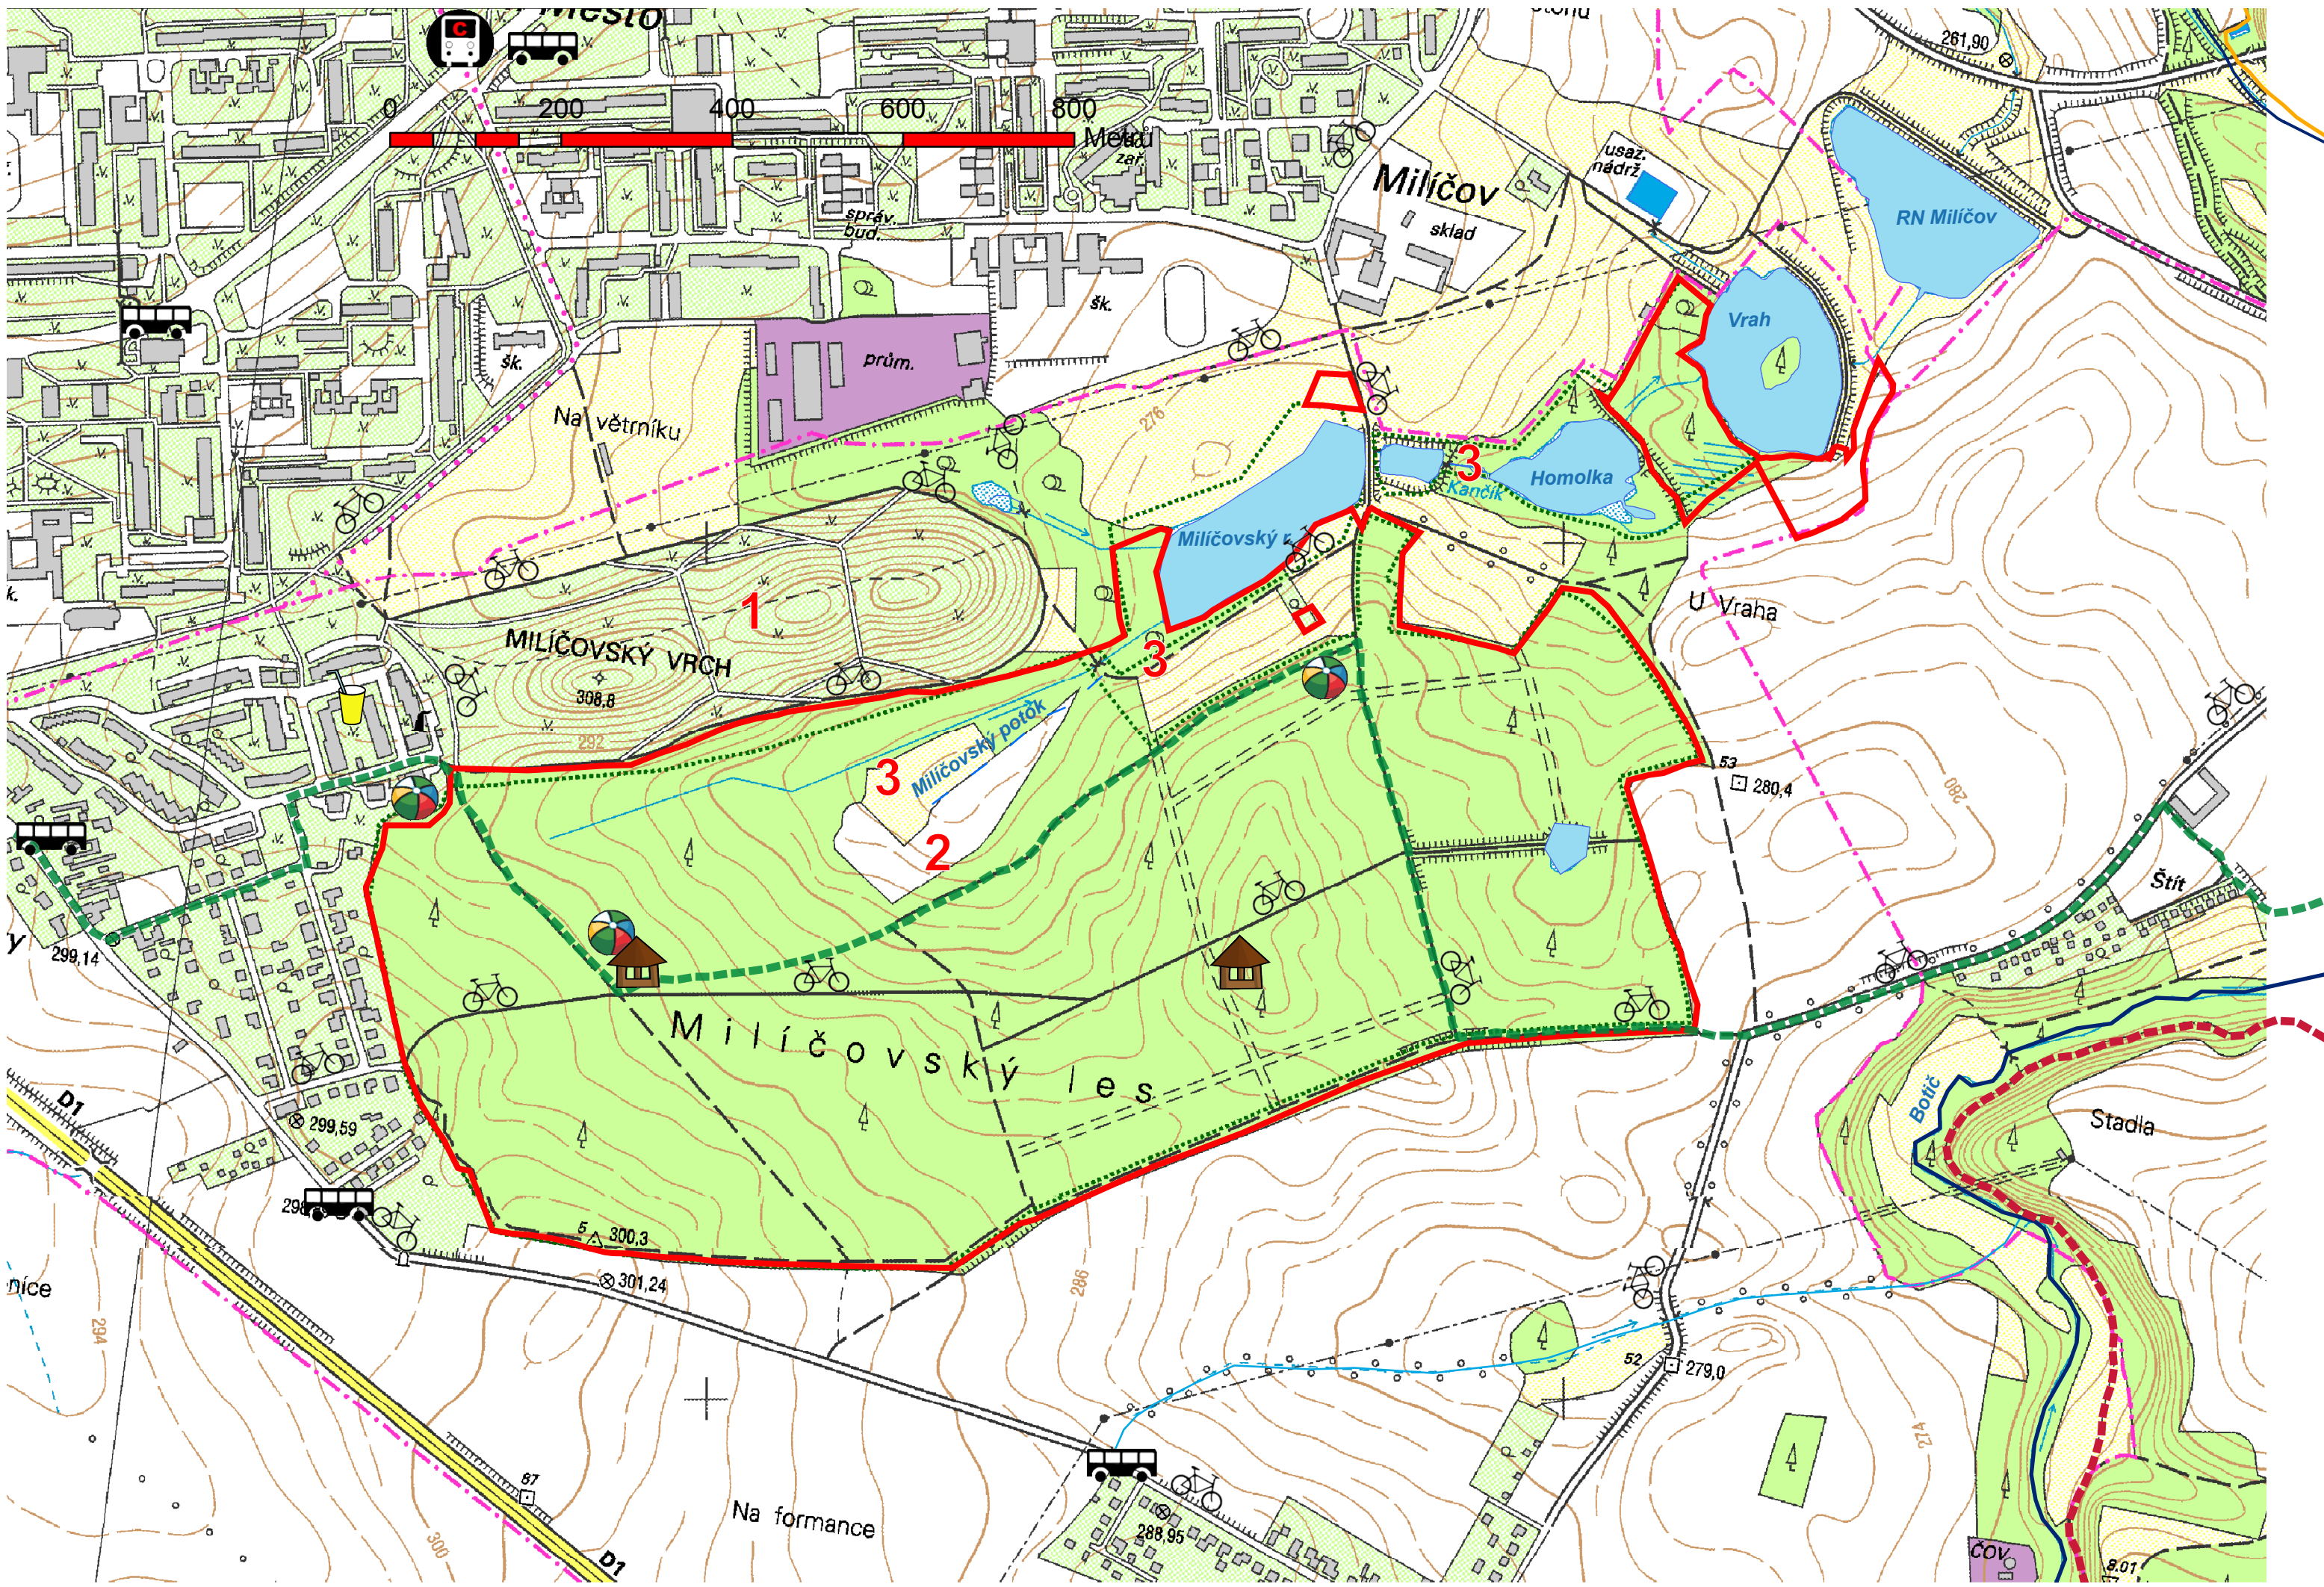 Město
C
0 200 400 600 800
Metrů
zař.
261,90
usaz.
nádrž
Milíčov
sklad
RN Milíčov
správ.
bud.
šk.
Vrah
prům.
šk.
Na větrníku
276
3
Kančík
Homolka
Milíčovský r.
1
MILÍČOVSKÝ VRCH
308,8
292
3
U Vraha
Milíčovský potok
3
2
53
280,4
280
Štít
k.
y
299,14
Milíčovský les
Botič
Stadla
D1
299,59
298
5 300,3
301,24
nice
294
286
52
279,0
274
87
Na formance
288,95
300
D1
ČOV
8.01